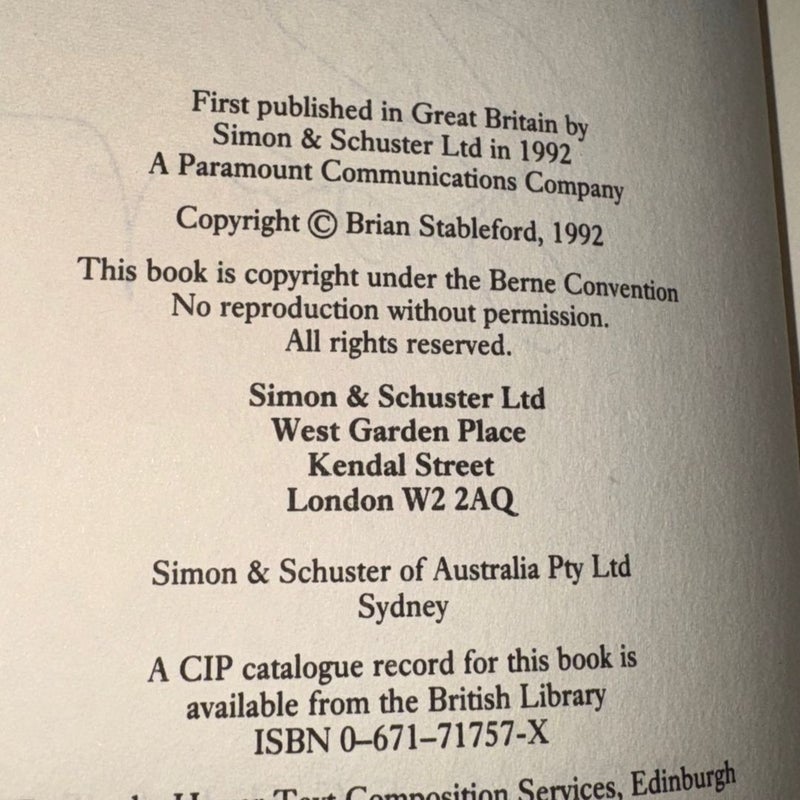 First published in Great Britain by
Simon & Schuster Ltd in 1992
A Paramount Communications Company
Copyright © Brian Stableford, 1992
This book is copyright under the Berne Convention
No reproduction without permission.
All rights reserved.
Simon & Schuster Ltd
West Garden Place
Kendal Street
London W2 2AQ
Simon & Schuster of Australia Pty Ltd
Sydney
A CIP catalogue record for this book is
available from the British Library
ISBN 0–671–71757-X
Text Composition Services, Edinburgh